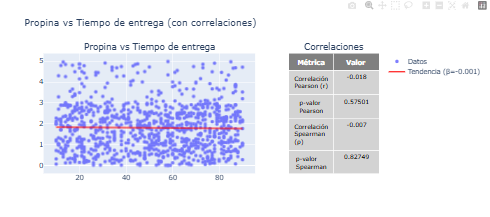 Propina vs Tiempo de entrega (con correlaciones)
Propina vs Tiempo de entrega
Correlaciones
5
4
3
2
1
0
20
40
60
80
Métrica Valor
Correlación
Pearson (r)
-0.018
p-valor
Pearson
0.57501
Correlación
Spearman
(ρ)
-0.007
p-valor
Spearman
0.82749
Datos
Tendencia (β=-0.001)